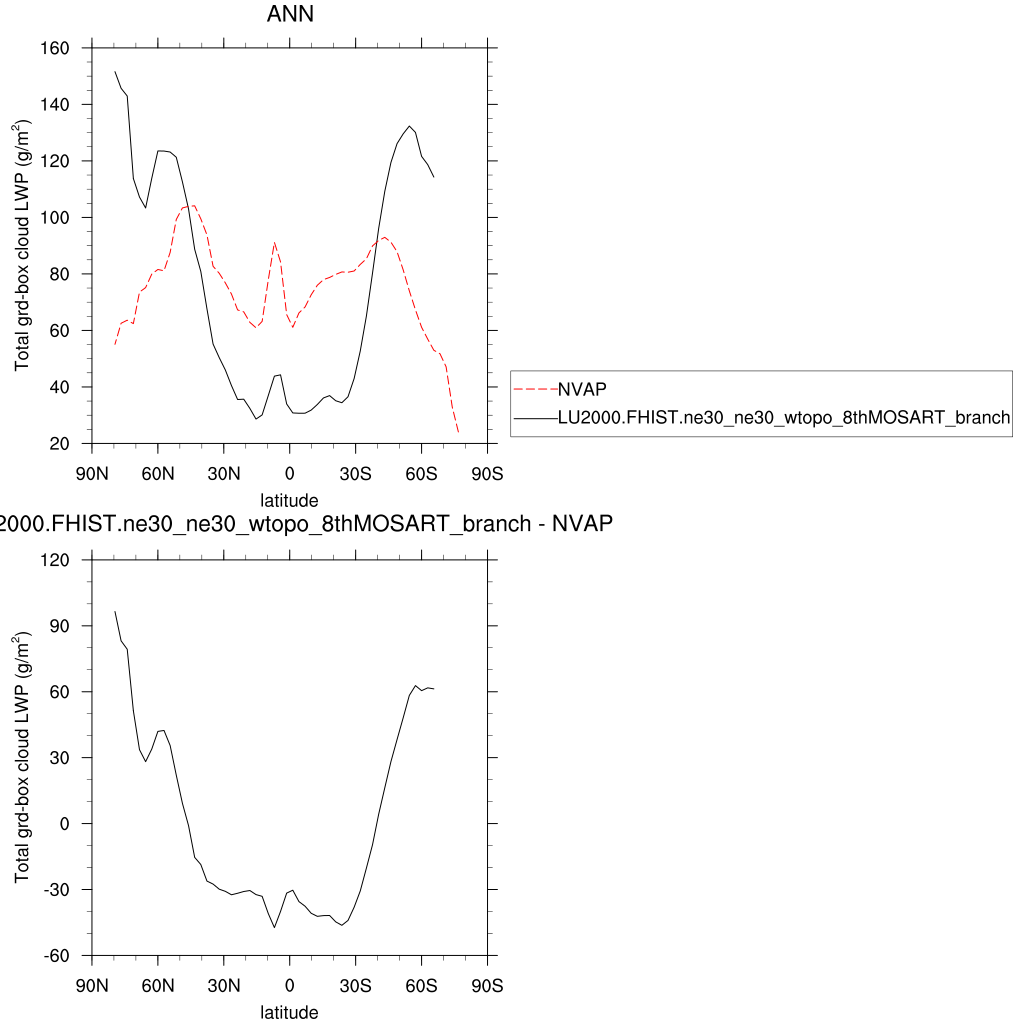 ANN
Total grd-box cloud LWP (g/m²)
160
140
120
100
80
60
40
20
90N 60N 30N 0 30S 60S 90S
latitude
NVAP
LU2000.FHIST.ne30_ne30_wtopo_8thMOSART_branch
2000.FHIST.ne30_ne30_wtopo_8thMOSART_branch - NVAP
Total grd-box cloud LWP (g/m²)
120
90
60
30
0
-30
-60
90N 60N 30N 0 30S 60S 90S
latitude